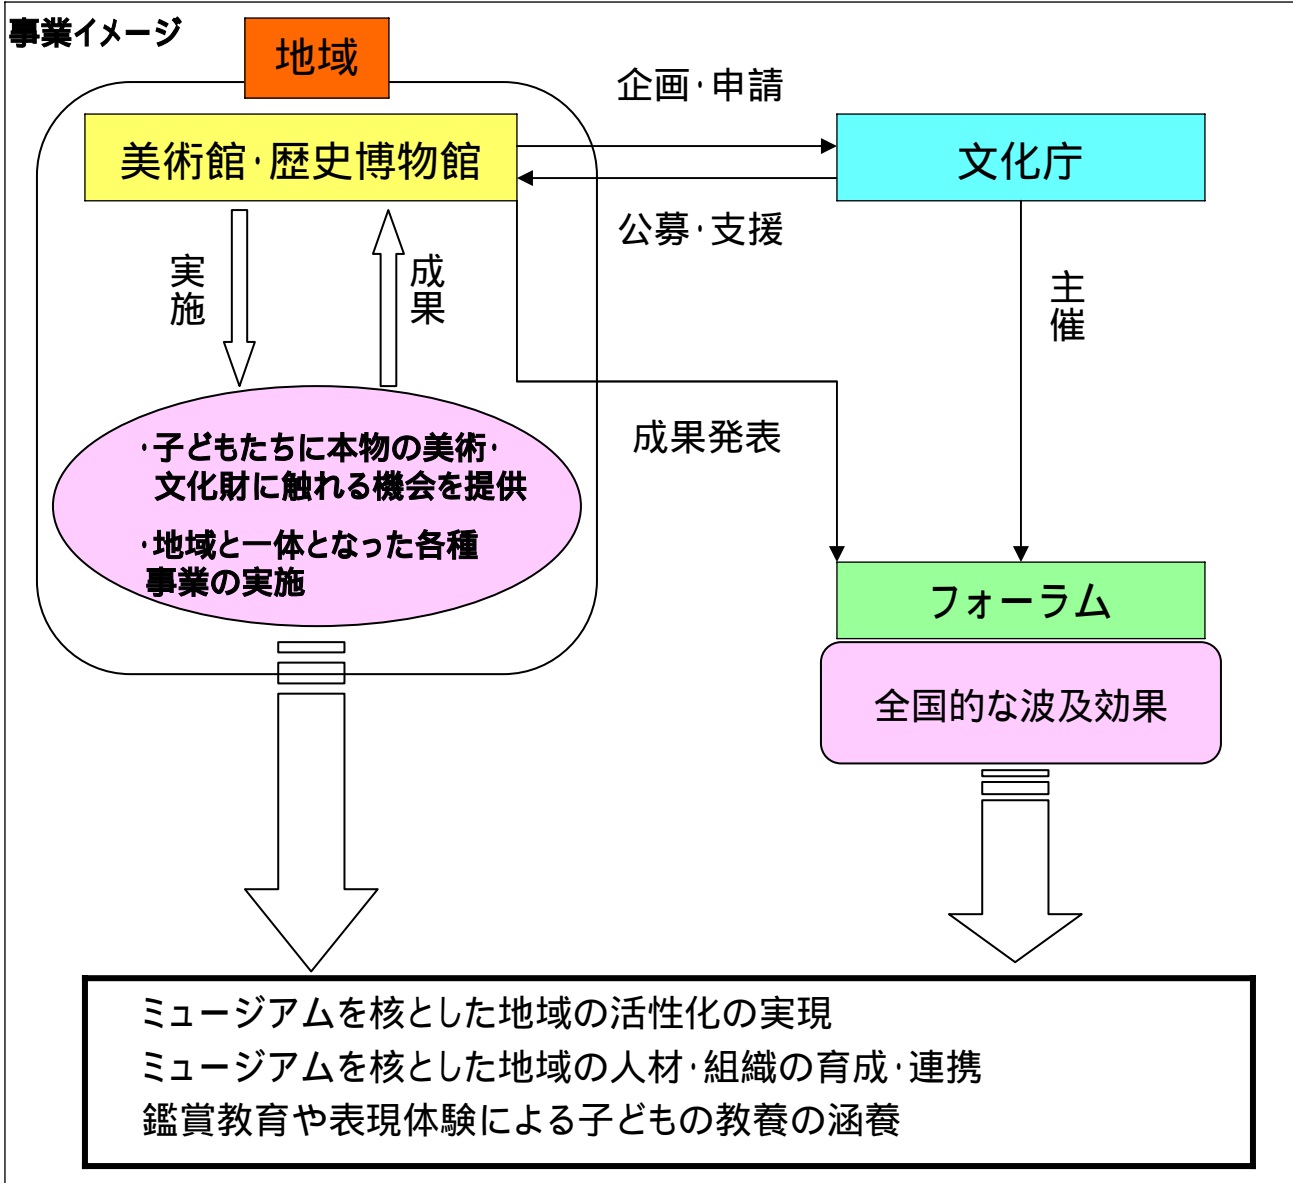 事業イメージ
地域
企画・申請
美術館・歴史博物館
文化庁
公募・支援
実施
成果
主催
成果発表
・子どもたちに本物の美術・
文化財に触れる機会を提供
・地域と一体となった各種
事業の実施
フォーラム
全国的な波及効果
ミュージアムを核とした地域の活性化の実現
ミュージアムを核とした地域の人材・組織の育成・連携
鑑賞教育や表現体験による子どもの教養の涵養